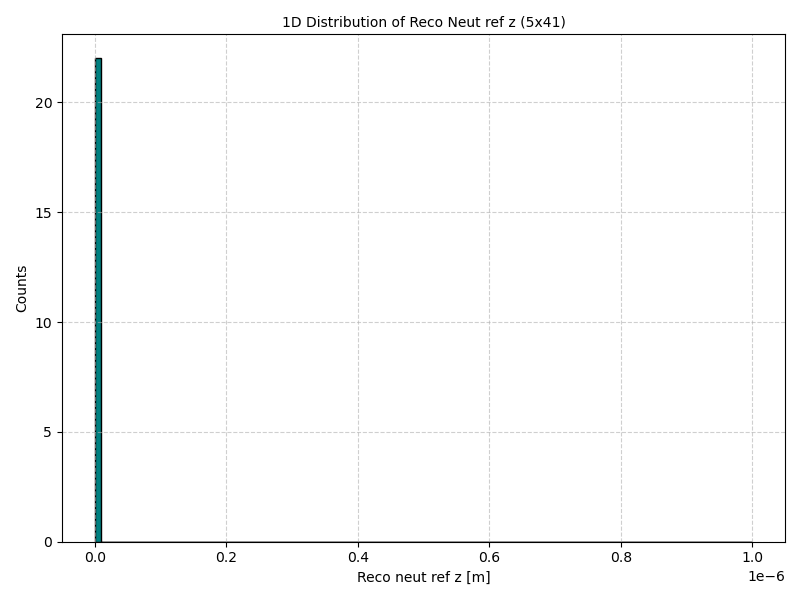 1D Distribution of Reco Neut ref z (5x41)
Counts
20
15
10
5
0
0.0 0.2 0.4 0.6 0.8 1.0
1e−6
Reco neut ref z [m]